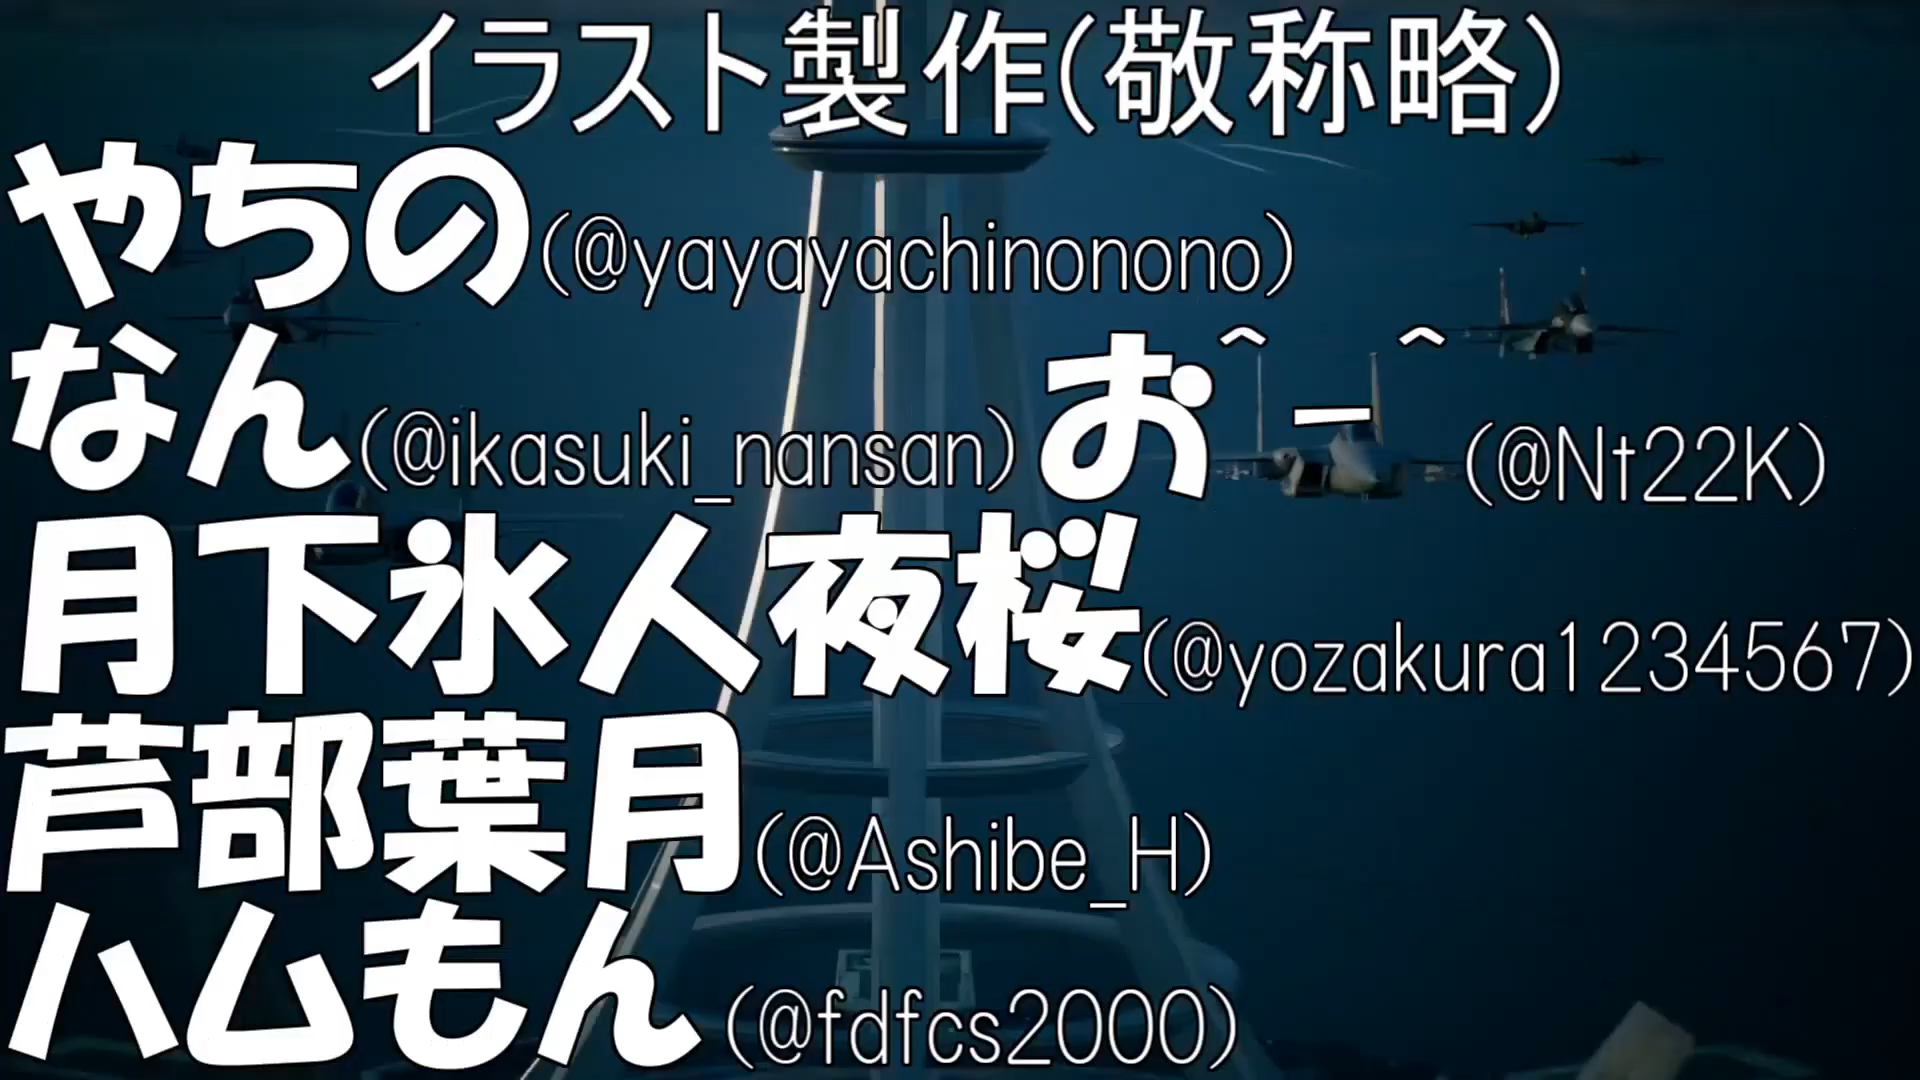 イラスト製作(敬称略)
やちの(@yayayachinonono)
なん(@ikasuki_nansan) お^-^(@Nt22K)
月下氷人夜桜(@yozakura1234567)
芦部葉月(@Ashibe_H)
ハムもん(@fdfcs2000)